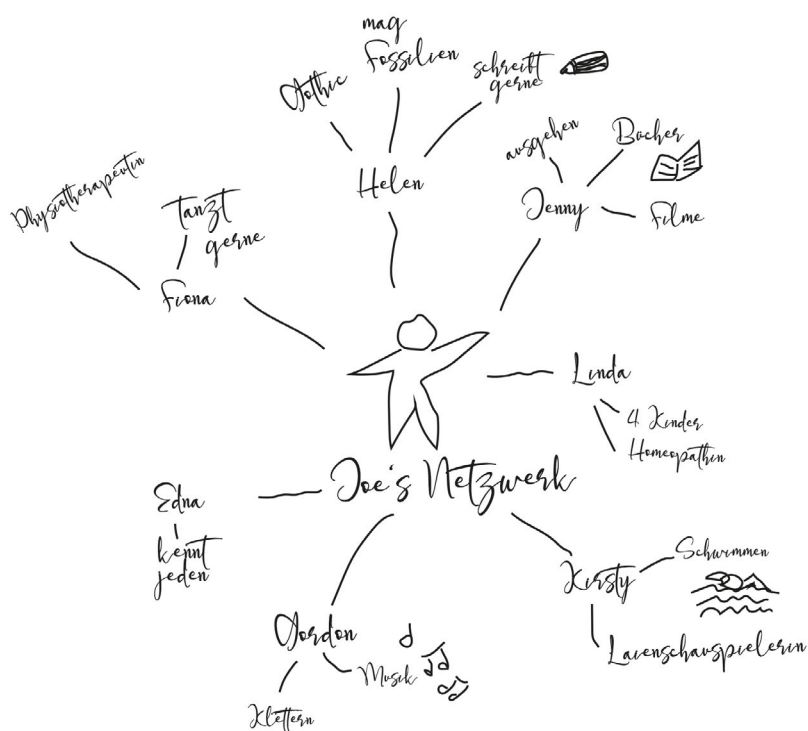 mag
Fossilien
Gothic
schreibt
gerne
Helen
ausgehen
Bücher
Jenny
Filme
Physiotherapeutin
Tanzt
gerne
Fiona
Linda
4 Kinder
Homeopathin
Joe's Netzwerk
Edna
kennt
jeden
Kirsty
Schwimmen
Laienschauspielerin
Gordon
Musik
Klettern